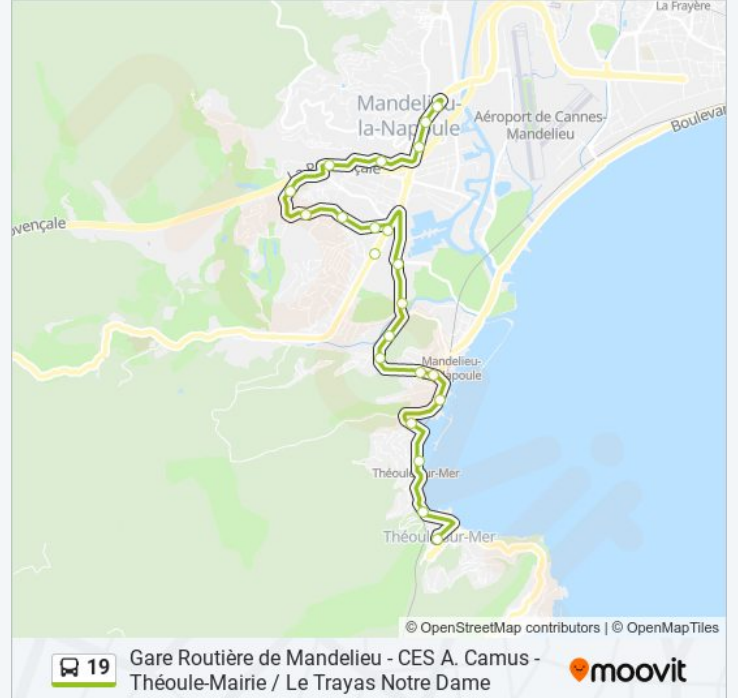 La Frayère
Mandelieu-
la-Napoule
Aéroport de Cannes-
Mandelieu
Boulevar
ovençale
Mandelieu-
Théoule-sur-Mer
Théoule-sur-Mer
© OpenStreetMap contributors | © OpenMapTiles
19
Gare Routière de Mandelieu - CES A. Camus -
Théoule-Mairie / Le Trayas Notre Dame
moovit